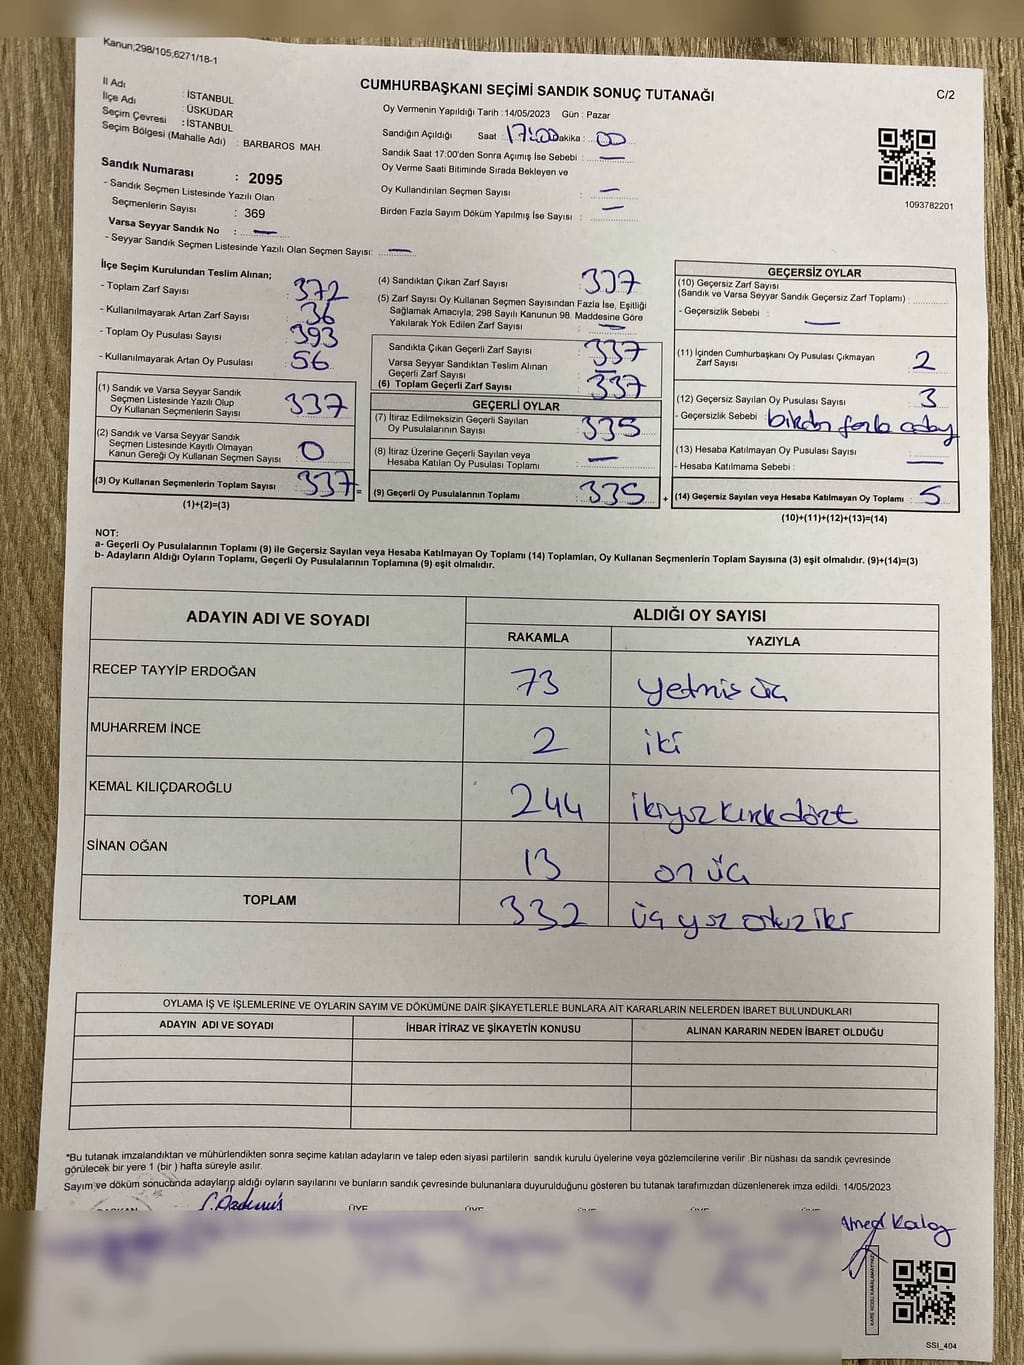 Kanun;298/105,6271/18-1
CUMHURBAŞKANI SEÇİMİ SANDIK SONUÇ TUTANAĞI
C/2
İl Adı : İSTANBUL
İlçe Adı : ÜSKÜDAR
Seçim Çevresi : İSTANBUL
Seçim Bölgesi (Mahalle Adı) : BARBAROS MAH.
Oy Vermenin Yapıldığı Tarih : 14/05/2023 Gün : Pazar
Sandığın Açıldığı Saat : 17:00 Dakika : 00
Sandık Saat 17:00'den Sonra Açımış İse Sebebi : —
Oy Verme Saati Bitiminde Sırada Bekleyen ve
Oy Kullandırılan Seçmen Sayısı : —
Birden Fazla Sayım Döküm Yapılmış İse Sayısı : —
1093782201
Sandık Numarası : 2095
- Sandık Seçmen Listesinde Yazılı Olan
Seçmenlerin Sayısı : 369
Varsa Seyyar Sandık No : —
- Seyyar Sandık Seçmen Listesinde Yazılı Olan Seçmen Sayısı: —
İlçe Seçim Kurulundan Teslim Alınan;
- Toplam Zarf Sayısı : 372
- Kullanılmayarak Artan Zarf Sayısı : 36
- Toplam Oy Pusulası Sayısı : 393
- Kullanılmayarak Artan Oy Pusulası : 56
(1) Sandık ve Varsa Seyyar Sandık
Seçmen Listesinde Yazılı Olup
Oy Kullanan Seçmenlerin Sayısı : 337
(2) Sandık ve Varsa Seyyar Sandık
Seçmen Listesinde Kayıtlı Olmayan
Kanun Gereği Oy Kullanan Seçmen Sayısı : 0
(3) Oy Kullanan Seçmenlerin Toplam Sayısı : 337 =
(1)+(2)=(3)
(4) Sandıktan Çıkan Zarf Sayısı : 337
(5) Zarf Sayısı Oy Kullanan Seçmen Sayısından Fazla İse, Eşitliği
Sağlamak Amacıyla; 298 Sayılı Kanunun 98. Maddesine Göre
Yakılarak Yok Edilen Zarf Sayısı : —
Sandıkta Çıkan Geçerli Zarf Sayısı : 337
Varsa Seyyar Sandıktan Teslim Alınan
Geçerli Zarf Sayısı : —
(6) Toplam Geçerli Zarf Sayısı : 337
GEÇERLİ OYLAR
(7) İtiraz Edilmeksizin Geçerli Sayılan
Oy Pusulalarının Sayısı : 335
(8) İtiraz Üzerine Geçerli Sayılan veya
Hesaba Katılan Oy Pusulası Toplamı : —
(9) Geçerli Oy Pusulalarının Toplamı : 335 +
GEÇERSİZ OYLAR
(10) Geçersiz Zarf Sayısı
(Sandık ve Varsa Seyyar Sandık Geçersiz Zarf Toplamı) :
- Geçersizlik Sebebi : —
(11) İçinden Cumhurbaşkanı Oy Pusulası Çıkmayan
Zarf Sayısı : 2
(12) Geçersiz Sayılan Oy Pusulası Sayısı : 3
- Geçersizlik Sebebi : birden fazla aday
(13) Hesaba Katılmayan Oy Pusulası Sayısı : —
- Hesaba Katılmama Sebebi :
(14) Geçersiz Sayılan veya Hesaba Katılmayan Oy Toplamı : 5
(10)+(11)+(12)+(13)=(14)
NOT:
a- Geçerli Oy Pusulalarının Toplamı (9) ile Geçersiz Sayılan veya Hesaba Katılmayan Oy Toplamı (14) Toplamları, Oy Kullanan Seçmenlerin Toplam Sayısına (3) eşit olmalıdır. (9)+(14)=(3)
b- Adayların Aldığı Oyların Toplamı, Geçerli Oy Pusulalarının Toplamına (9) eşit olmalıdır.
ADAYIN ADI VE SOYADI ALDIĞI OY SAYISI
RAKAMLA YAZIYLA
RECEP TAYYİP ERDOĞAN 73 yetmiş üç
MUHARREM İNCE 2 iki
KEMAL KILIÇDAROĞLU 244 ikiyüz kırk dört
SİNAN OĞAN 13 on üç
TOPLAM 332 üç yüz otuz iki
OYLAMA İŞ VE İŞLEMLERİNE VE OYLARIN SAYIM VE DÖKÜMÜNE DAİR ŞİKAYETLERLE BUNLARA AİT KARARLARIN NELERDEN İBARET BULUNDUKLARI
ADAYIN ADI VE SOYADI İHBAR İTİRAZ VE ŞİKAYETİN KONUSU ALINAN KARARIN NEDEN İBARET OLDUĞU
*Bu tutanak imzalandıktan ve mühürlendikten sonra seçime katılan adayların ve talep eden siyasi partilerin sandık kurulu üyelerine veya gözlemcilerine verilir .Bir nüshası da sandık çevresinde
görülecek bir yere 1 (bir ) hafta süreyle asılır.
Sayım ve döküm sonucunda adayların aldığı oyların sayılarını ve bunların sandık çevresinde bulunanlara duyurulduğunu gösteren bu tutanak tarafımızdan düzenlenerek imza edildi. 14/05/2023
BAŞKAN ÜYE ÜYE ÜYE ÜYE
KARE KODU KARALAMAYINIZ
SSI_404